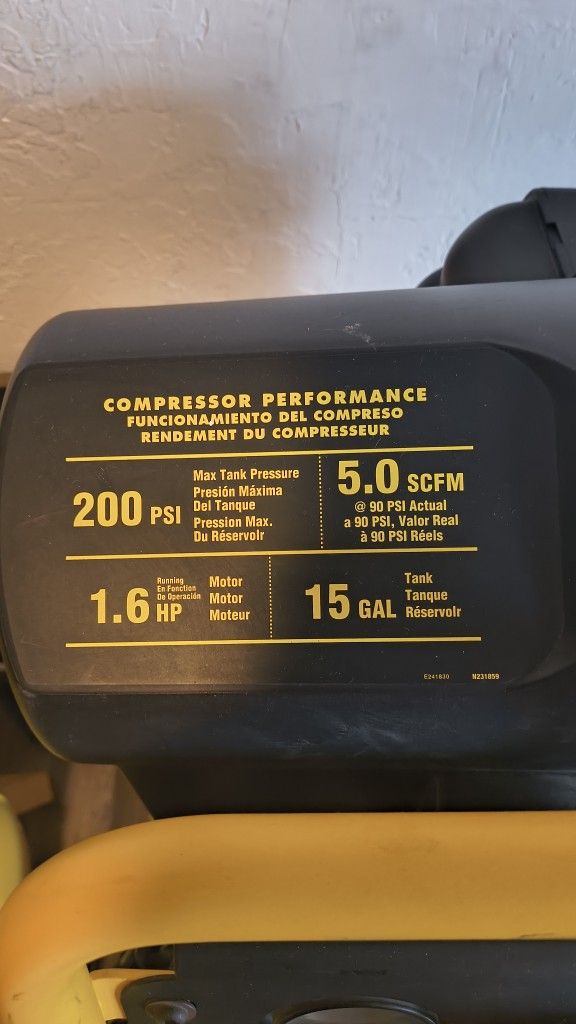 COMPRESSOR PERFORMANCE
FUNCIONAMIENTO DEL COMPRESO
RENDEMENT DU COMPRESSEUR
200 PSI
Max Tank Pressure
Presión Máxima
Del Tanque
Pression Max.
Du Réservoir
5.0 SCFM
@ 90 PSI Actual
a 90 PSI, Valor Real
à 90 PSI Réels
1.6 HP
Running
En Fonction
De Operación
Motor
Motor
Moteur
15 GAL
Tank
Tanque
Réservoir
E241830 N231859